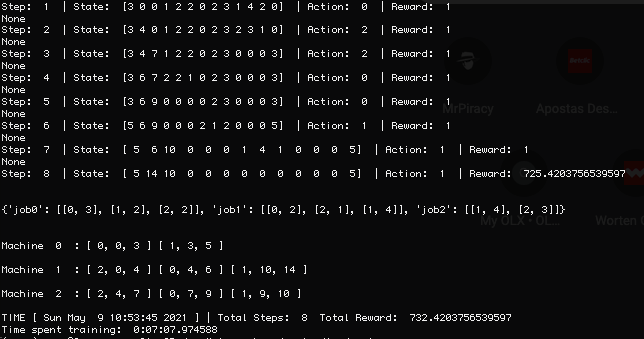 Step:  1  | State:  [3 0 0 1 2 2 0 2 3 1 4 2 0]  | Action:  0  | Reward:  1
None
Step:  2  | State:  [3 4 0 1 2 2 0 2 3 2 3 1 0]  | Action:  2  | Reward:  1
None
Step:  3  | State:  [3 4 7 1 2 2 0 2 3 0 0 0 3]  | Action:  2  | Reward:  1
None
Step:  4  | State:  [3 6 7 2 2 1 0 2 3 0 0 0 3]  | Action:  0  | Reward:  1
None
Step:  5  | State:  [3 6 9 0 0 0 0 2 3 0 0 0 3]  | Action:  0  | Reward:  1
None
Step:  6  | State:  [5 6 9 0 0 0 2 1 2 0 0 0 5]  | Action:  1  | Reward:  1
None
Step:  7  | State:  [ 5  6 10  0  0  0  1  4  1  0  0  0  5]  | Action:  1  | Reward:  1
None
Step:  8  | State:  [ 5 14 10  0  0  0  0  0  0  0  0  0  5]  | Action:  1  | Reward:  725.4203765539597
{'job0': [[0, 3], [1, 2], [2, 2]], 'job1': [[0, 2], [2, 1], [1, 4]], 'job2': [[1, 4], [2, 3]]}
Machine  0  : [ 0, 0, 3 ] [ 1, 3, 5 ]
Machine  1  : [ 2, 0, 4 ] [ 0, 4, 6 ] [ 1, 10, 14 ]
Machine  2  : [ 2, 4, 7 ] [ 0, 7, 9 ] [ 1, 9, 10 ]
TIME [ Sun May  9 10:53:45 2021 ] | Total Steps:  8  Total Reward:  732.4203765539597
Time spent training:  0:07:07.974588
MrPiracy
Apostas Des...
My OLX - OL...
Worten